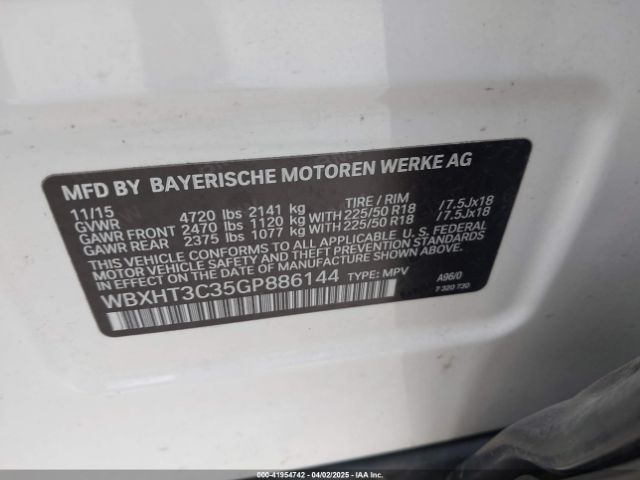 MFD BY BAYERISCHE MOTOREN WERKE AG
11/15 TIRE / RIM
GVWR 4720 lbs 2141 kg
GAWR FRONT 2470 lbs 1120 kg WITH 225/50 R18 /7.5Jx18
GAWR REAR 2375 lbs 1077 kg WITH 225/50 R18 /7.5Jx18
THIS VEHICLE CONFORMS TO ALL APPLICABLE U. S. FEDERAL
MOTOR VEHICLE SAFETY, BUMPER, AND THEFT PREVENTION
STANDARDS IN EFFECT ON THE DATE OF MANUFACTURE SHOWN ABOVE.
WBXHT3C35GP886144 TYPE: MPV A96/0
7 320 730
000-41954742 04/02/2025 IAA Inc.